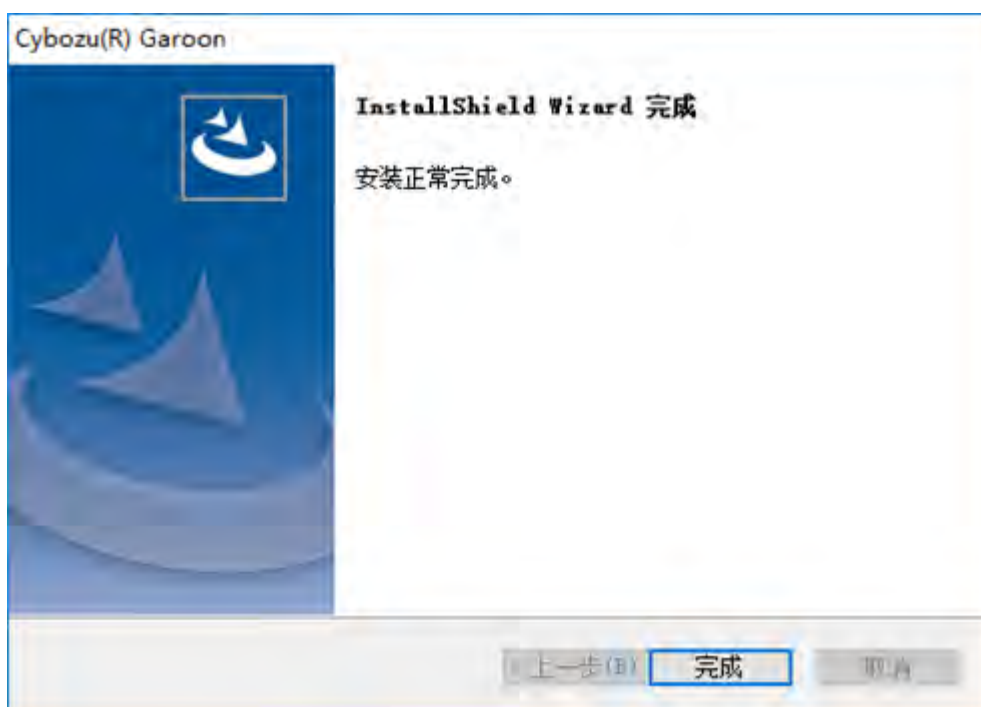 Cybozu(R) Garoon
InstallShield Wizard 完成
安装正常完成。
< 上一步(B)
完成
取消